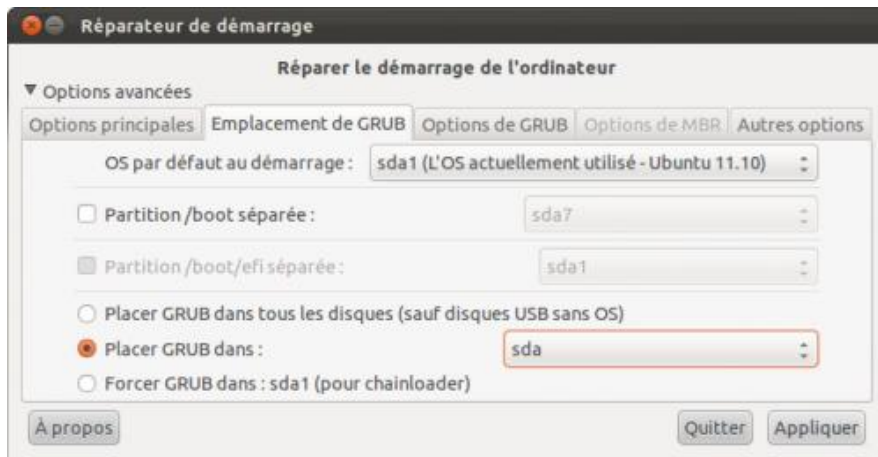 Réparateur de démarrage
Réparer le démarrage de l'ordinateur
Options avancées
Options principales Emplacement de GRUB Options de GRUB Options de MBR Autres options
OS par défaut au démarrage : sda1 (L'OS actuellement utilisé - Ubuntu 11.10)
Partition /boot séparée : sda7
Partition /boot/efi séparée : sda1
Placer GRUB dans tous les disques (sauf disques USB sans OS)
Placer GRUB dans : sda
Forcer GRUB dans : sda1 (pour chainloader)
À propos Quitter Appliquer